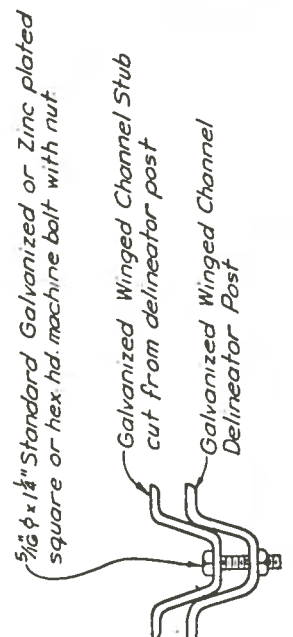 5/16" ϕ x 1¼" Standard Galvanized or Zinc plated
square or hex. hd. machine bolt with nut.
Galvanized Winged Channel Stub
cut from delineator post
Galvanized Winged Channel
Delineator Post